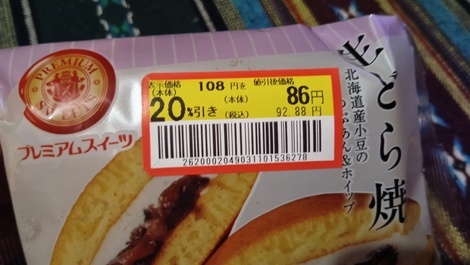 PREMIUM
プレミアムスイーツ
表示価格
(本体)
108 円を
値引後価格
20%引き
(本体)
86円
(税込)
92.88 円
2620002049031101536278
生どら焼
北海道産小豆の
つぶあん&ホイップ